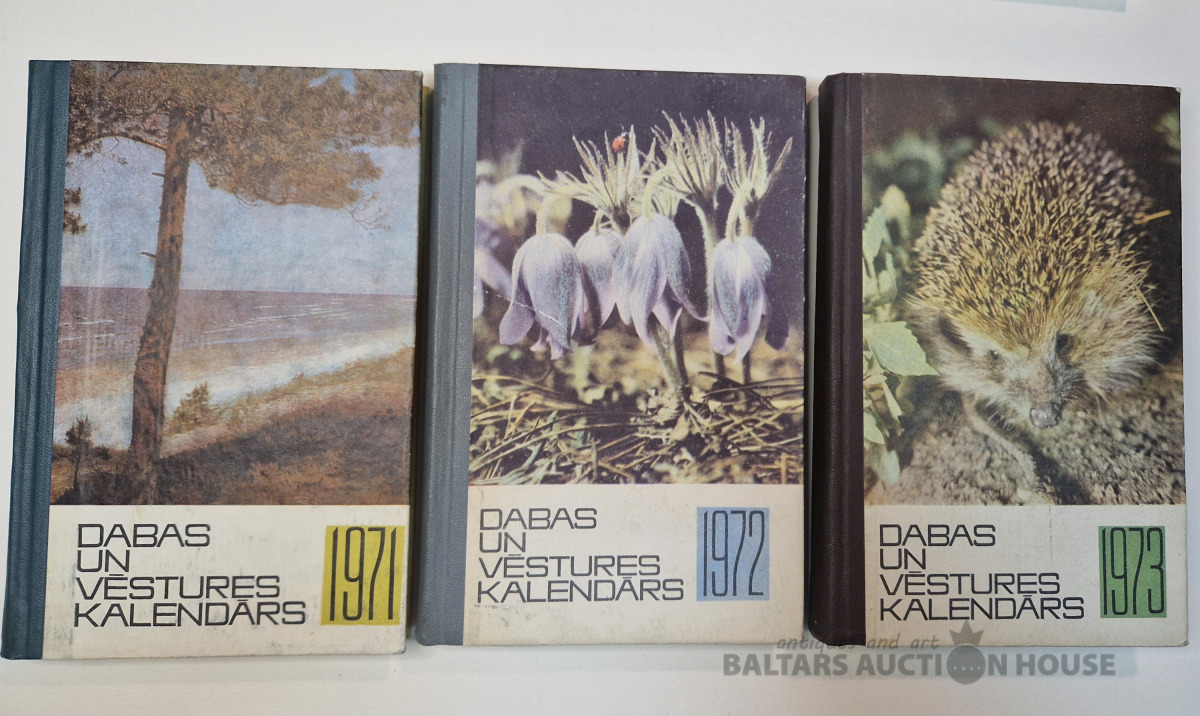 DABAS
UN
VĒSTURES
KALENDĀRS
1971
DABAS
UN
VĒSTURES
KALENDĀRS
1972
DABAS
UN
VĒSTURES
KALENDĀRS
1973
antiques and art
BALTARS AUCTION HOUSE